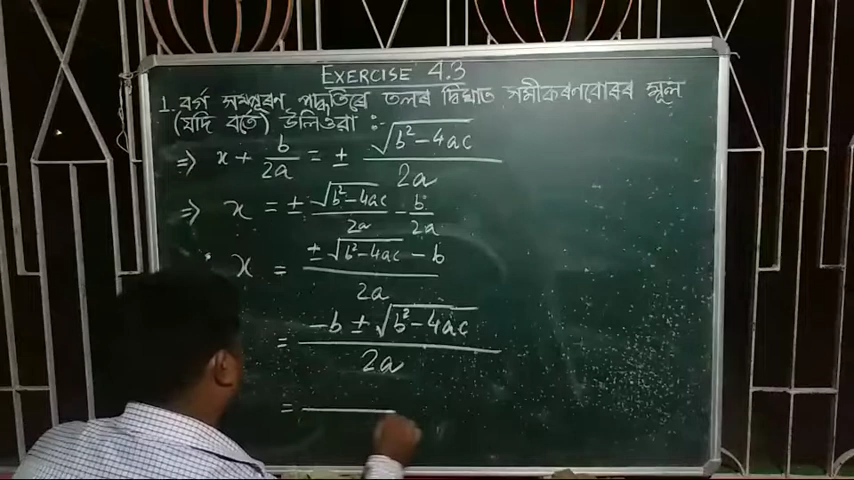 EXERCISE 4.3
1. বৰ্গ সম্পূৰণ পদ্ধতিৰে তলৰ দ্বিঘাত সমীকৰণবোৰৰ মূল
(যদি বৰ্তে) উলিওৱা :-
⇒ x + b/2a = ± √(b² - 4ac)/2a
⇒ x = ± √(b² - 4ac)/2a - b/2a
x = (± √(b² - 4ac) - b)/2a
= (-b ± √(b² - 4ac))/2a
=